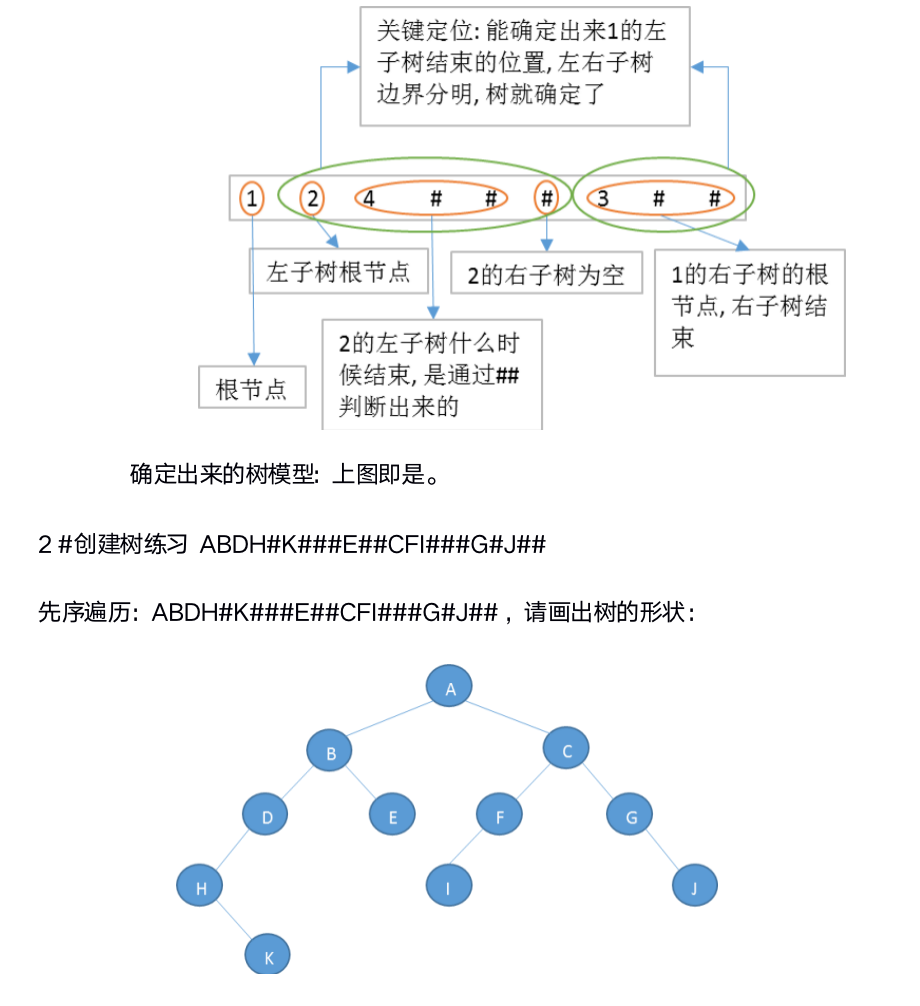 关键定位: 能确定出来1的左
子树结束的位置, 左右子树
边界分明, 树就确定了
1 2 4 # # # 3 # #
左子树根节点
2的右子树为空
1的右子树的根
节点, 右子树结
束
2的左子树什么时
候结束, 是通过##
判断出来的
根节点
确定出来的树模型: 上图即是。
2 #创建树练习 ABDH#K###E##CFI###G#J##
先序遍历: ABDH#K###E##CFI###G#J## , 请画出树的形状:
A
B C
D E F G
H I J
K